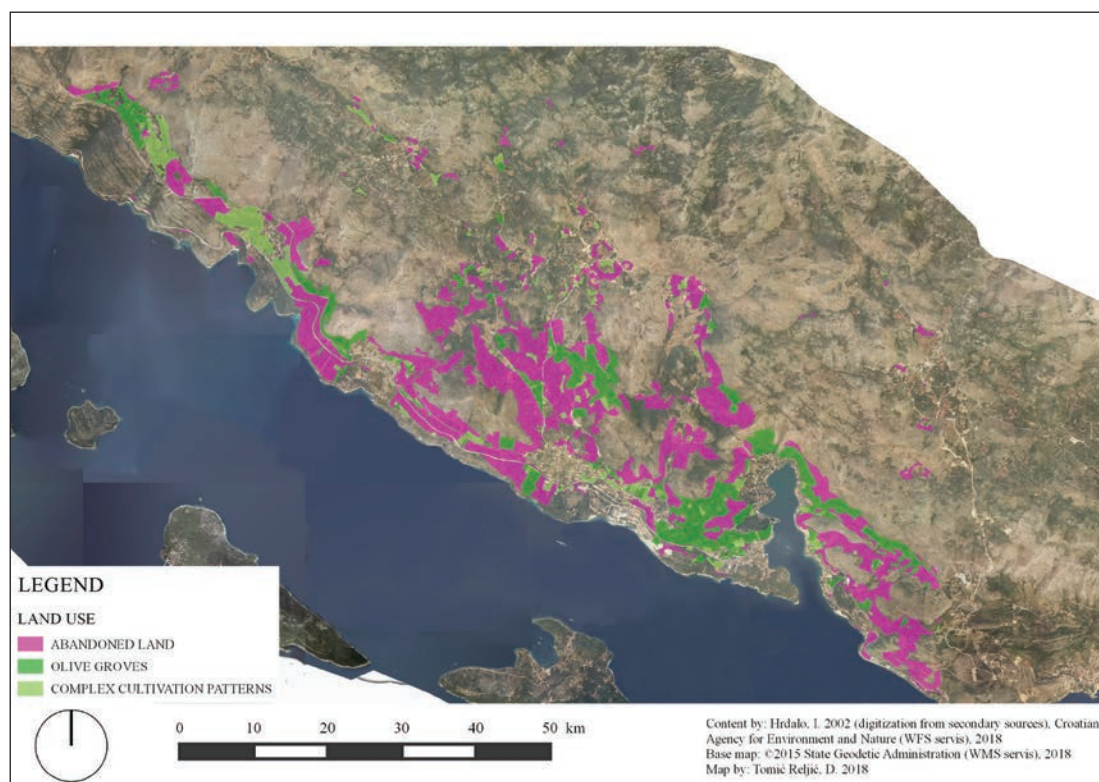 LEGEND
LAND USE
ABANDONED LAND
OLIVE GROVES
COMPLEX CULTIVATION PATTERNS
0 10 20 30 40 50 km
Content by: Hrdalo, I. 2002 (digitization from secondary sources), Croatian
Agency for Environment and Nature (WFS servis), 2018
Base map: ©2015 State Geodetic Administration (WMS servis), 2018
Map by: Tomić Reljić, D. 2018